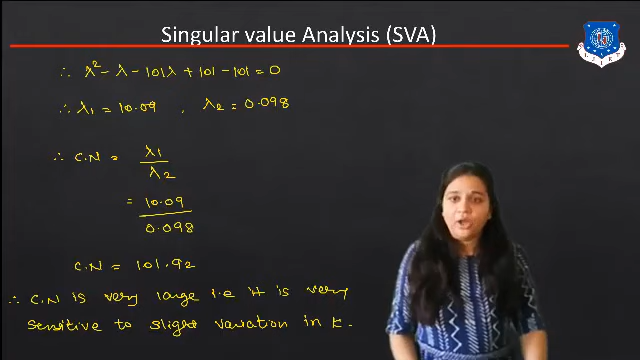 Singular value Analysis (SVA)
∴ λ² - λ - 101λ + 101 - 101 = 0
∴ λ1 = 10.09 , λ2 = 0.098
∴ C.N = λ1 / λ2
= 10.09 / 0.098
C.N = 101.92
∴ C.N is very large i.e it is very
sensitive to slight variation in k.